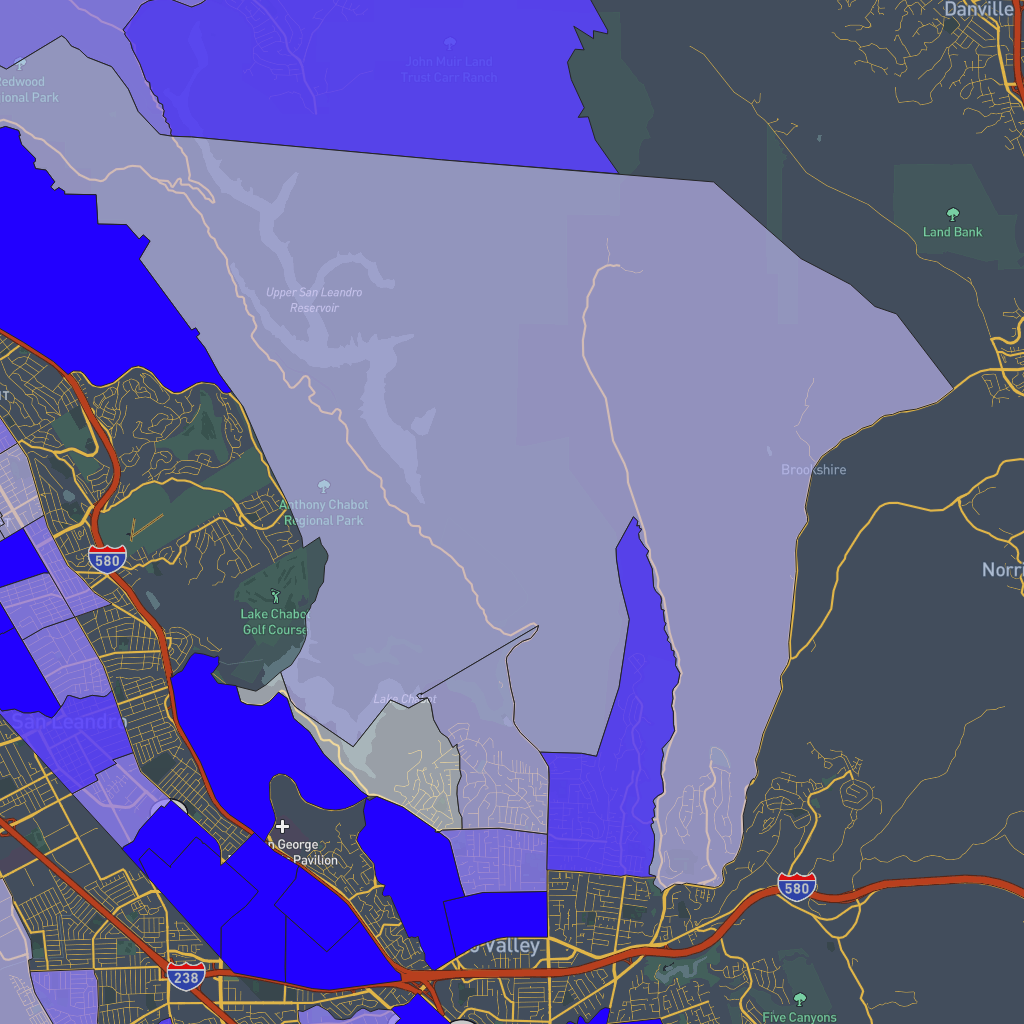 Danville
John Muir Land
Trust Carr Ranch
Redwood
ional Park
Land Bank
Upper San Leandro
Reservoir
Brookshire
Anthony Chabot
Regional Park
580
Norri
Lake Chabot
Golf Course
Lake Chabot
San Leandro
n George
Pavilion
580
Valley
238
Five Canyons